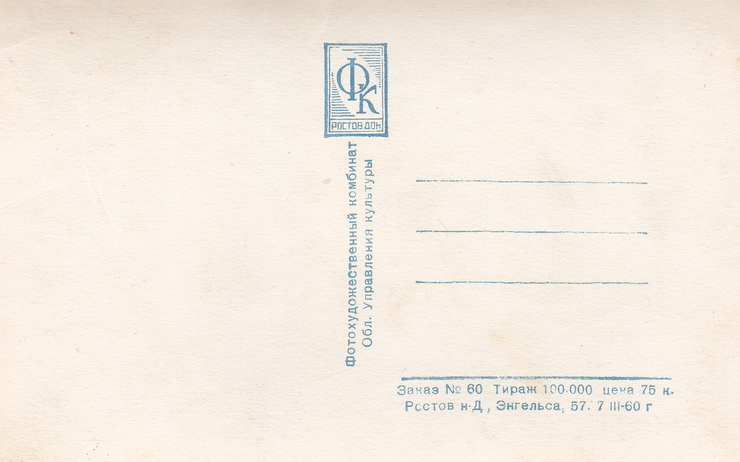 ФК
РОСТОВ ДОН
Фотохудожественный комбинат
Обл. Управления культуры
Заказ № 60 Тираж 100.000 цена 75 к.
Ростов н-Д, Энгельса, 57. 7 III-60 г